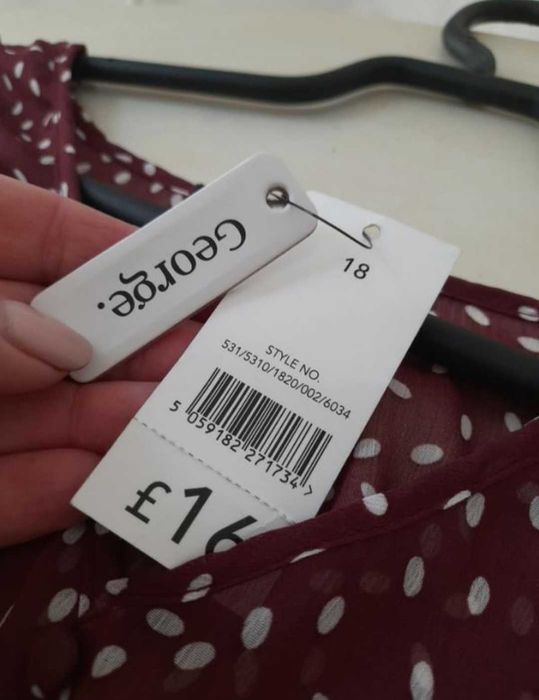 George.
18
STYLE NO.
531/5310/1820/002/6034
5 059182 271734 >
£16